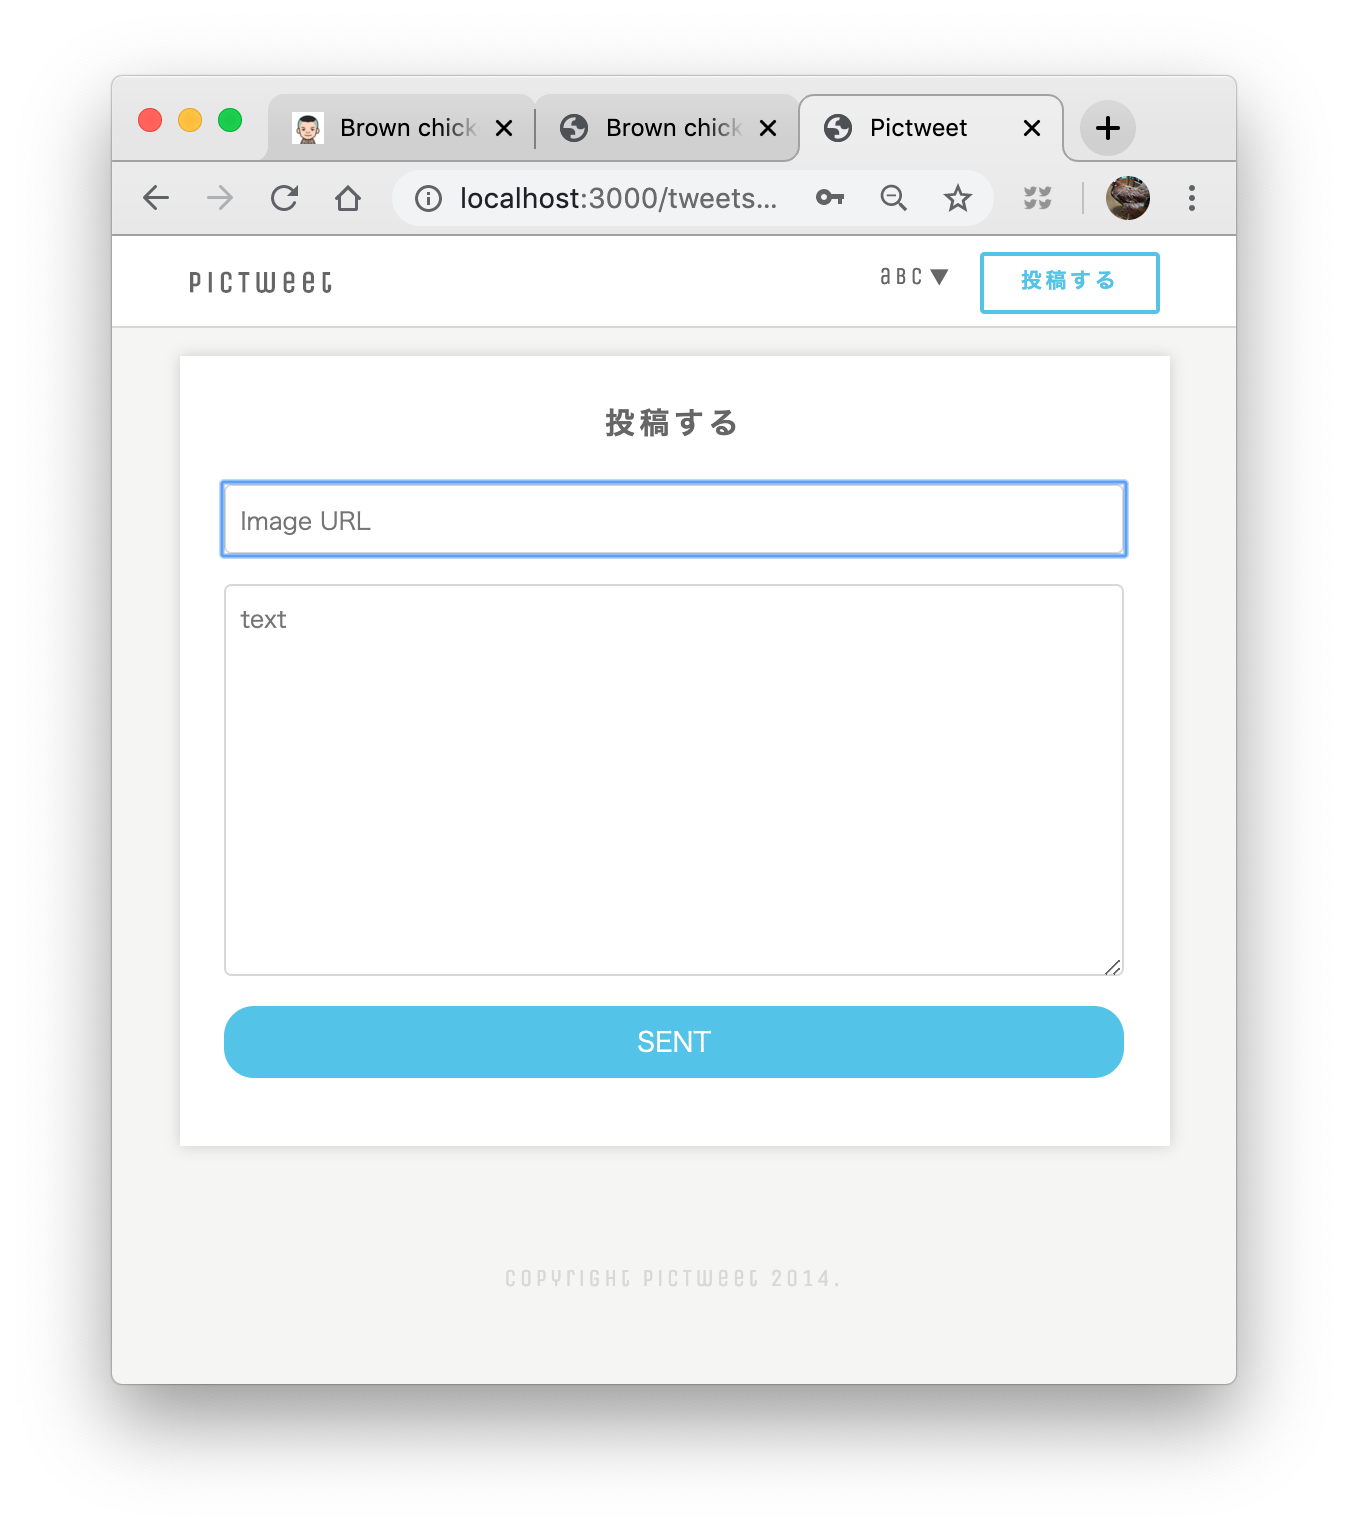 Brown chick
Brown chick
Pictweet
localhost:3000/tweets...
PICTWEET
aBC▼
投稿する
投稿する
Image URL
text
SENT
COPYRIGHT PICTWEET 2014.